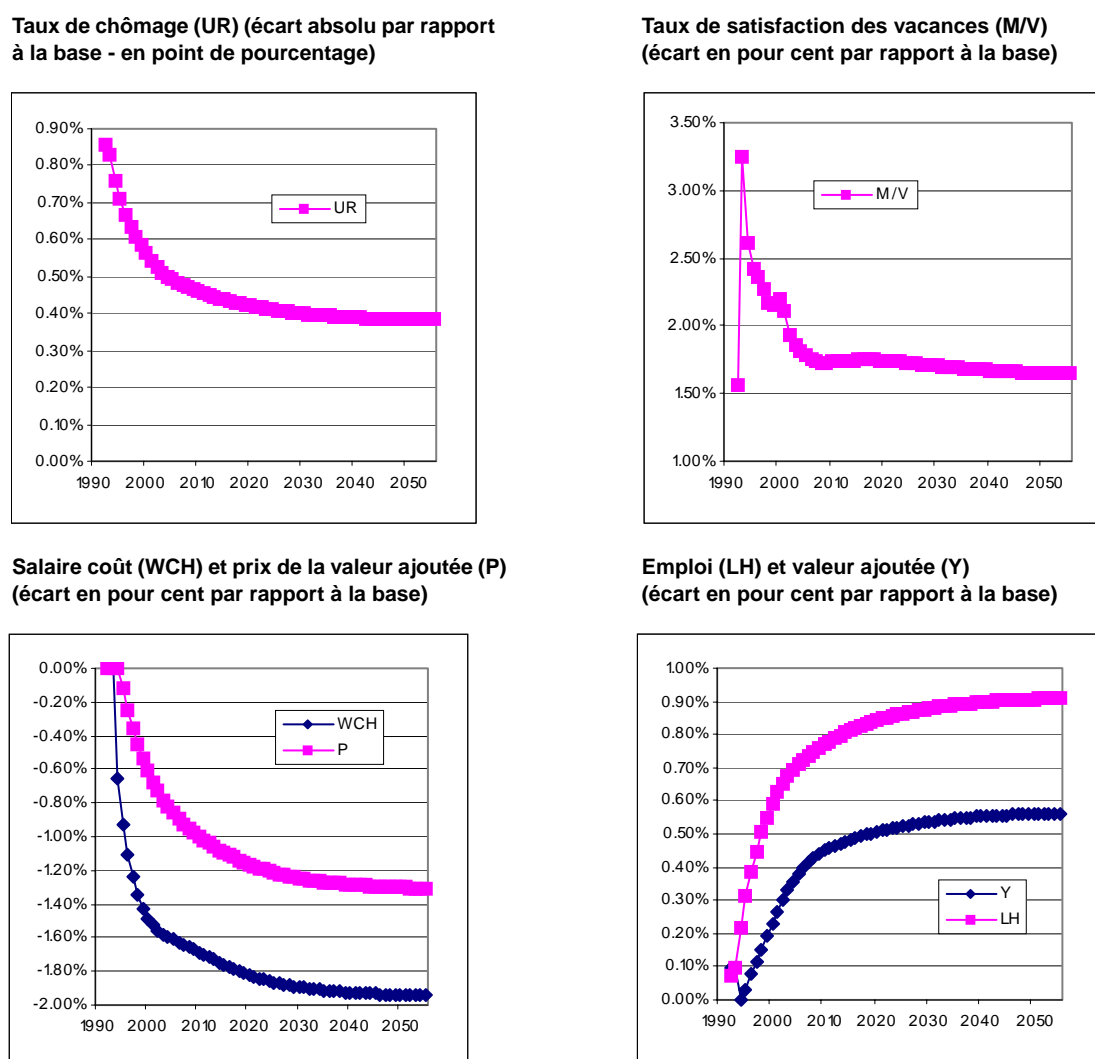 Taux de chômage (UR) (écart absolu par rapport
à la base - en point de pourcentage)
0.90%
0.80%
0.70%
0.60%
0.50%
0.40%
0.30%
0.20%
0.10%
0.00%
1990 2000 2010 2020 2030 2040 2050
UR
Taux de satisfaction des vacances (M/V)
(écart en pour cent par rapport à la base)
3.50%
3.00%
2.50%
2.00%
1.50%
1.00%
1990 2000 2010 2020 2030 2040 2050
M/V
Salaire coût (WCH) et prix de la valeur ajoutée (P)
(écart en pour cent par rapport à la base)
0.00%
-0.20%
-0.40%
-0.60%
-0.80%
-1.00%
-1.20%
-1.40%
-1.60%
-1.80%
-2.00%
1990 2000 2010 2020 2030 2040 2050
WCH
P
Emploi (LH) et valeur ajoutée (Y)
(écart en pour cent par rapport à la base)
1.00%
0.90%
0.80%
0.70%
0.60%
0.50%
0.40%
0.30%
0.20%
0.10%
0.00%
1990 2000 2010 2020 2030 2040 2050
Y
LH